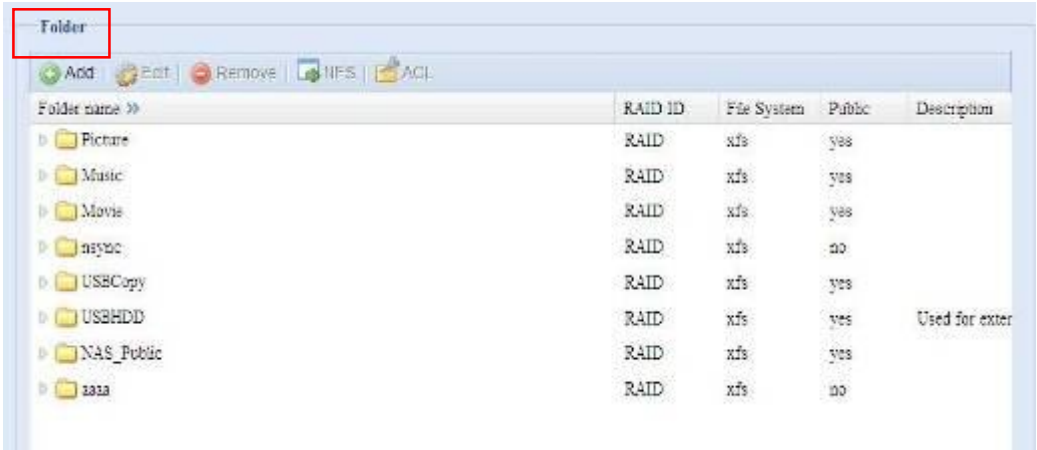 Folder
Add Edit Remove NFS ACL
Folder name RAID ID File System Public Description
Picture RAID xfs yes
Music RAID xfs yes
Movie RAID xfs yes
nsync RAID xfs no
USBCopy RAID xfs yes
USBHDD RAID xfs yes Used for exter
NAS_Public RAID xfs yes
aaaa RAID xfs no